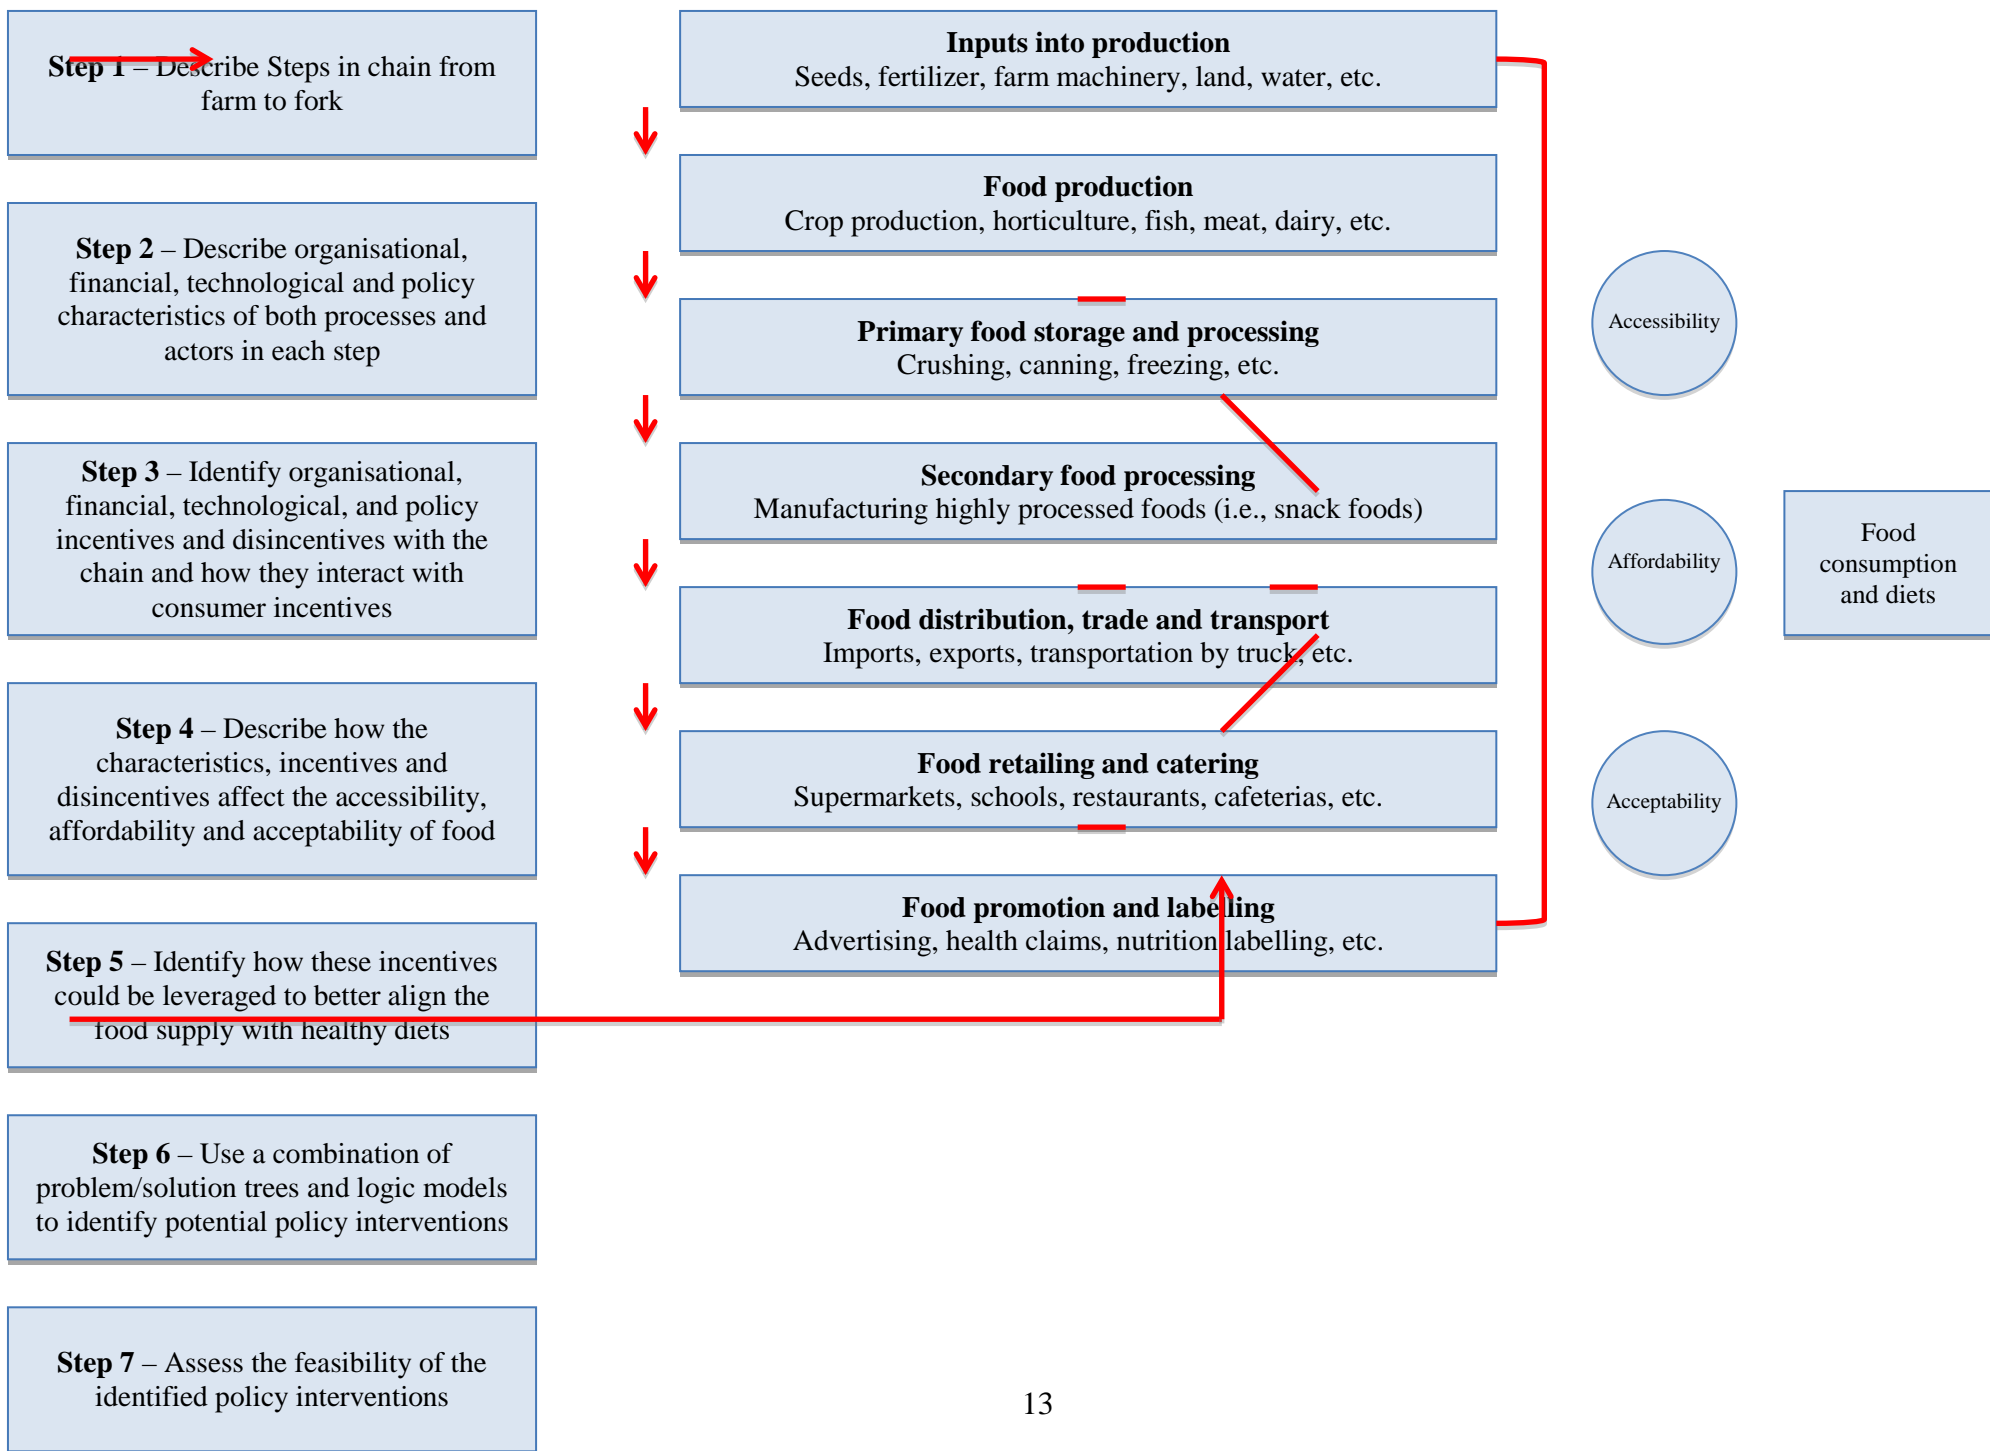 Step 1 – Describe Steps in chain from
farm to fork
Step 2 – Describe organisational,
financial, technological and policy
characteristics of both processes and
actors in each step
Step 3 – Identify organisational,
financial, technological, and policy
incentives and disincentives with the
chain and how they interact with
consumer incentives
Step 4 – Describe how the
characteristics, incentives and
disincentives affect the accessibility,
affordability and acceptability of food
Step 5 – Identify how these incentives
could be leveraged to better align the
food supply with healthy diets
Step 6 – Use a combination of
problem/solution trees and logic models
to identify potential policy interventions
Step 7 – Assess the feasibility of the
identified policy interventions
Inputs into production
Seeds, fertilizer, farm machinery, land, water, etc.
Food production
Crop production, horticulture, fish, meat, dairy, etc.
Primary food storage and processing
Crushing, canning, freezing, etc.
Secondary food processing
Manufacturing highly processed foods (i.e., snack foods)
Food distribution, trade and transport
Imports, exports, transportation by truck, etc.
Food retailing and catering
Supermarkets, schools, restaurants, cafeterias, etc.
Food promotion and labelling
Advertising, health claims, nutrition labelling, etc.
Accessibility
Affordability
Acceptability
Food
consumption
and diets
13